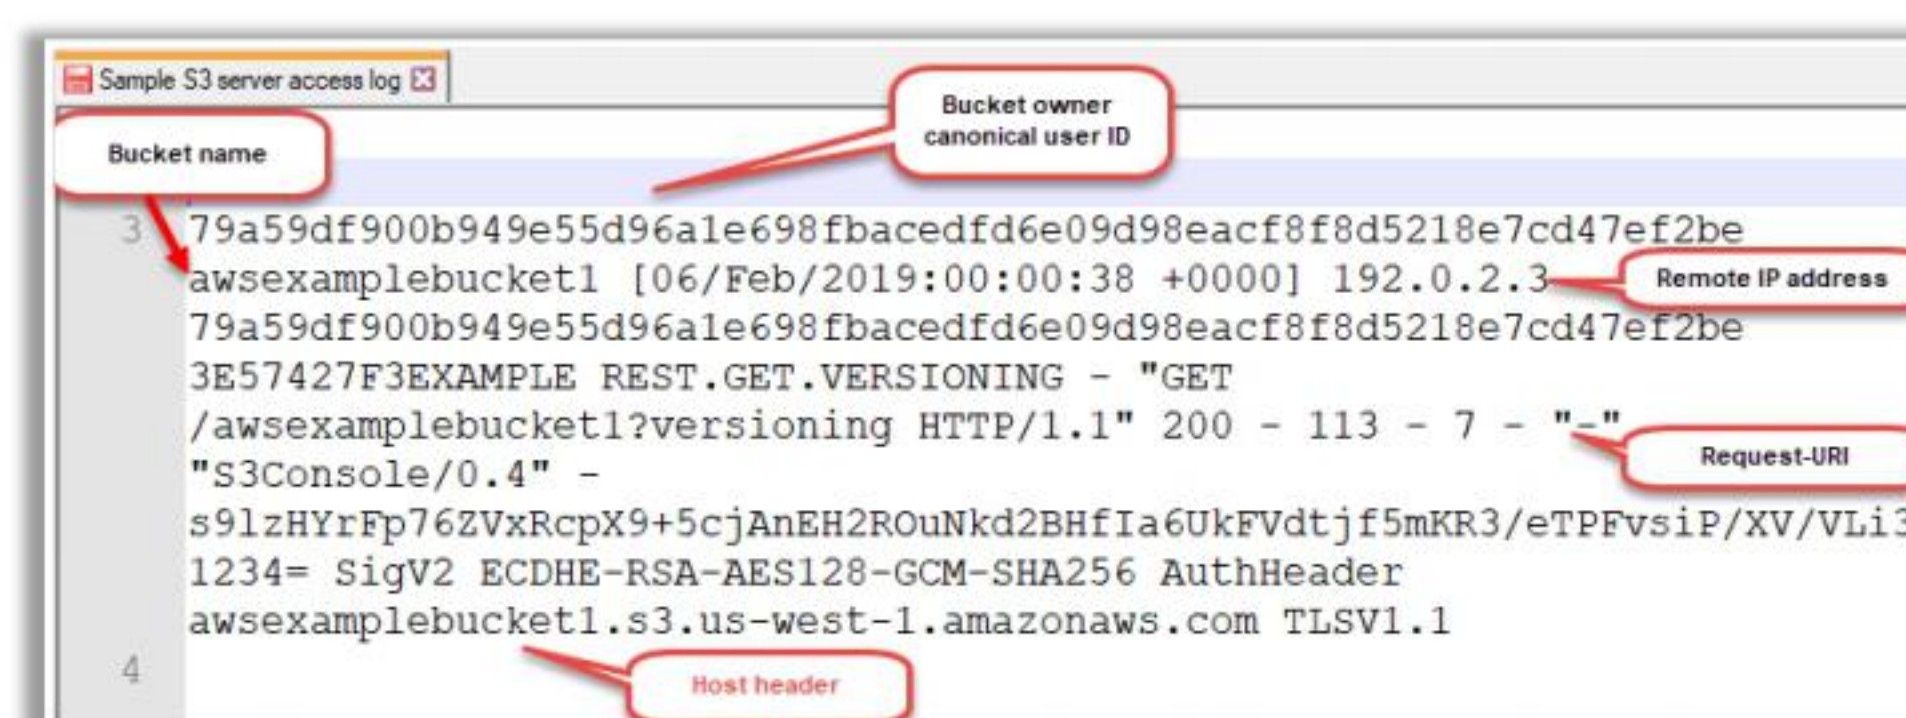 Sample S3 server access log
Bucket owner
canonical user ID
Bucket name
3 79a59df900b949e55d96a1e698fbacedfd6e09d98eacf8f8d5218e7cd47ef2be
awsexamplebucket1 [06/Feb/2019:00:00:38 +0000] 192.0.2.3
Remote IP address
79a59df900b949e55d96a1e698fbacedfd6e09d98eacf8f8d5218e7cd47ef2be
3E57427F3EXAMPLE REST.GET.VERSIONING - "GET
/awsexamplebucket1?versioning HTTP/1.1" 200 - 113 - 7 - "-"
Request-URI
"S3Console/0.4" -
s9lzHYrFp76ZVxRcpX9+5cjAnEH2ROuNkd2BHfIa6UkFVdtjf5mKR3/eTPFvsiP/XV/VLi3
1234= SigV2 ECDHE-RSA-AES128-GCM-SHA256 AuthHeader
awsexamplebucket1.s3.us-west-1.amazonaws.com TLSV1.1
4
Host header